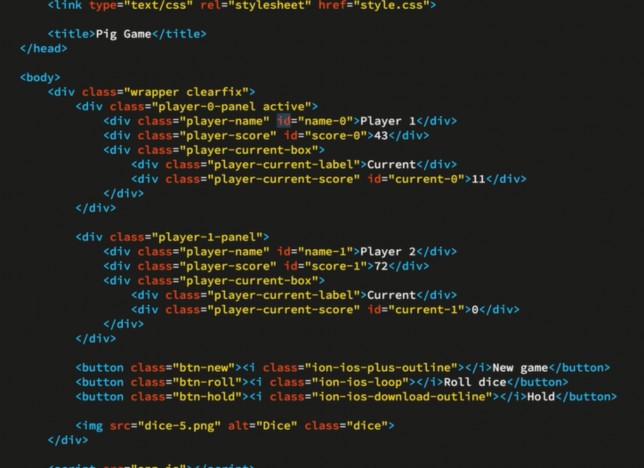 <link type="text/css" rel="stylesheet" href="style.css">
<title>Pig Game</title>
</head>
<body>
<div class="wrapper clearfix">
<div class="player-0-panel active">
<div class="player-name" id="name-0">Player 1</div>
<div class="player-score" id="score-0">43</div>
<div class="player-current-box">
<div class="player-current-label">Current</div>
<div class="player-current-score" id="current-0">11</div>
</div>
</div>
<div class="player-1-panel">
<div class="player-name" id="name-1">Player 2</div>
<div class="player-score" id="score-1">72</div>
<div class="player-current-box">
<div class="player-current-label">Current</div>
<div class="player-current-score" id="current-1">0</div>
</div>
</div>
<button class="btn-new"><i class="ion-ios-plus-outline"></i>New game</button>
<button class="btn-roll"><i class="ion-ios-loop"></i>Roll dice</button>
<button class="btn-hold"><i class="ion-ios-download-outline"></i>Hold</button>
<img src="dice-5.png" alt="Dice" class="dice">
</div>